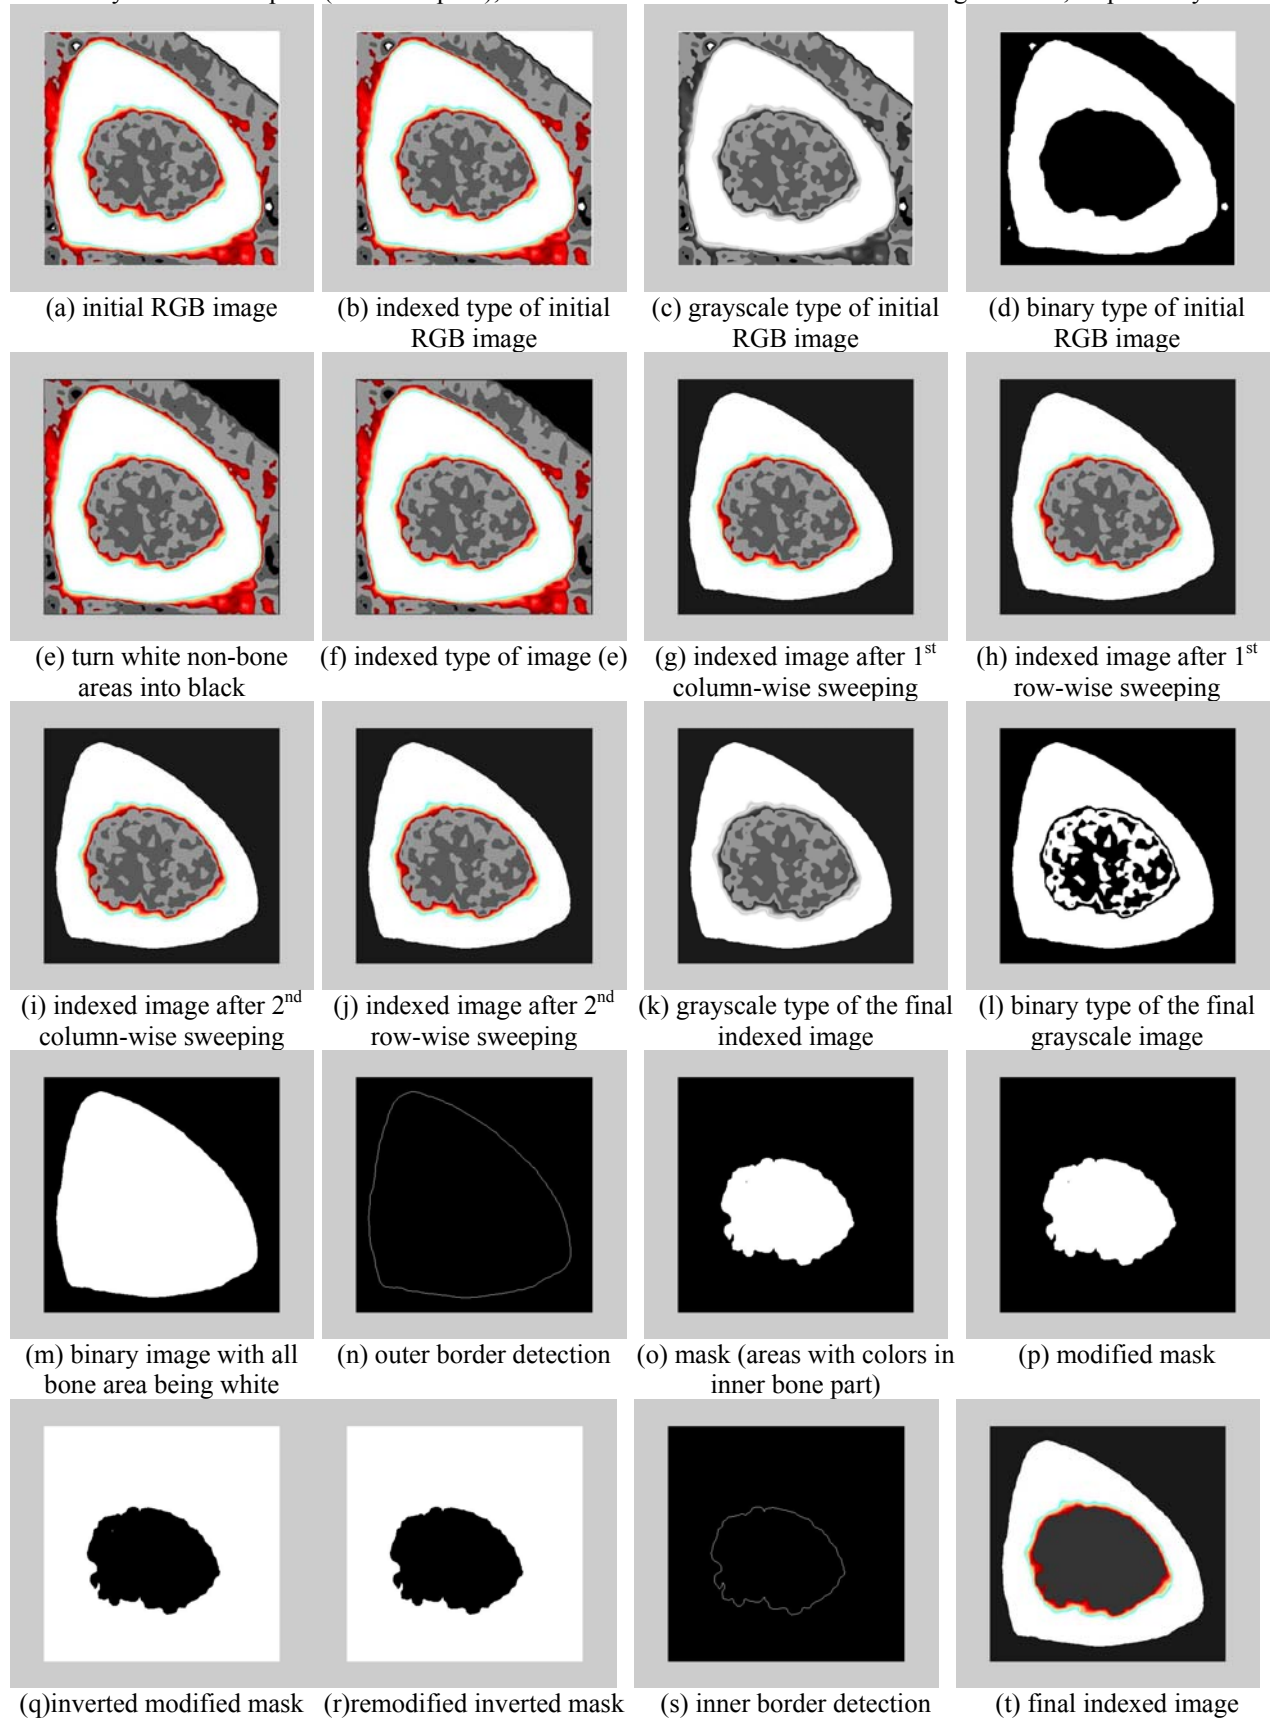 (a) initial RGB image
(b) indexed type of initial
RGB image
(c) grayscale type of initial
RGB image
(d) binary type of initial
RGB image
(e) turn white non-bone
areas into black
(f) indexed type of image (e)
(g) indexed image after 1st
column-wise sweeping
(h) indexed image after 1st
row-wise sweeping
(i) indexed image after 2nd
column-wise sweeping
(j) indexed image after 2nd
row-wise sweeping
(k) grayscale type of the final
indexed image
(l) binary type of the final
grayscale image
(m) binary image with all
bone area being white
(n) outer border detection
(o) mask (areas with colors in
inner bone part)
(p) modified mask
(q)inverted modified mask
(r)remodified inverted mask
(s) inner border detection
(t) final indexed image